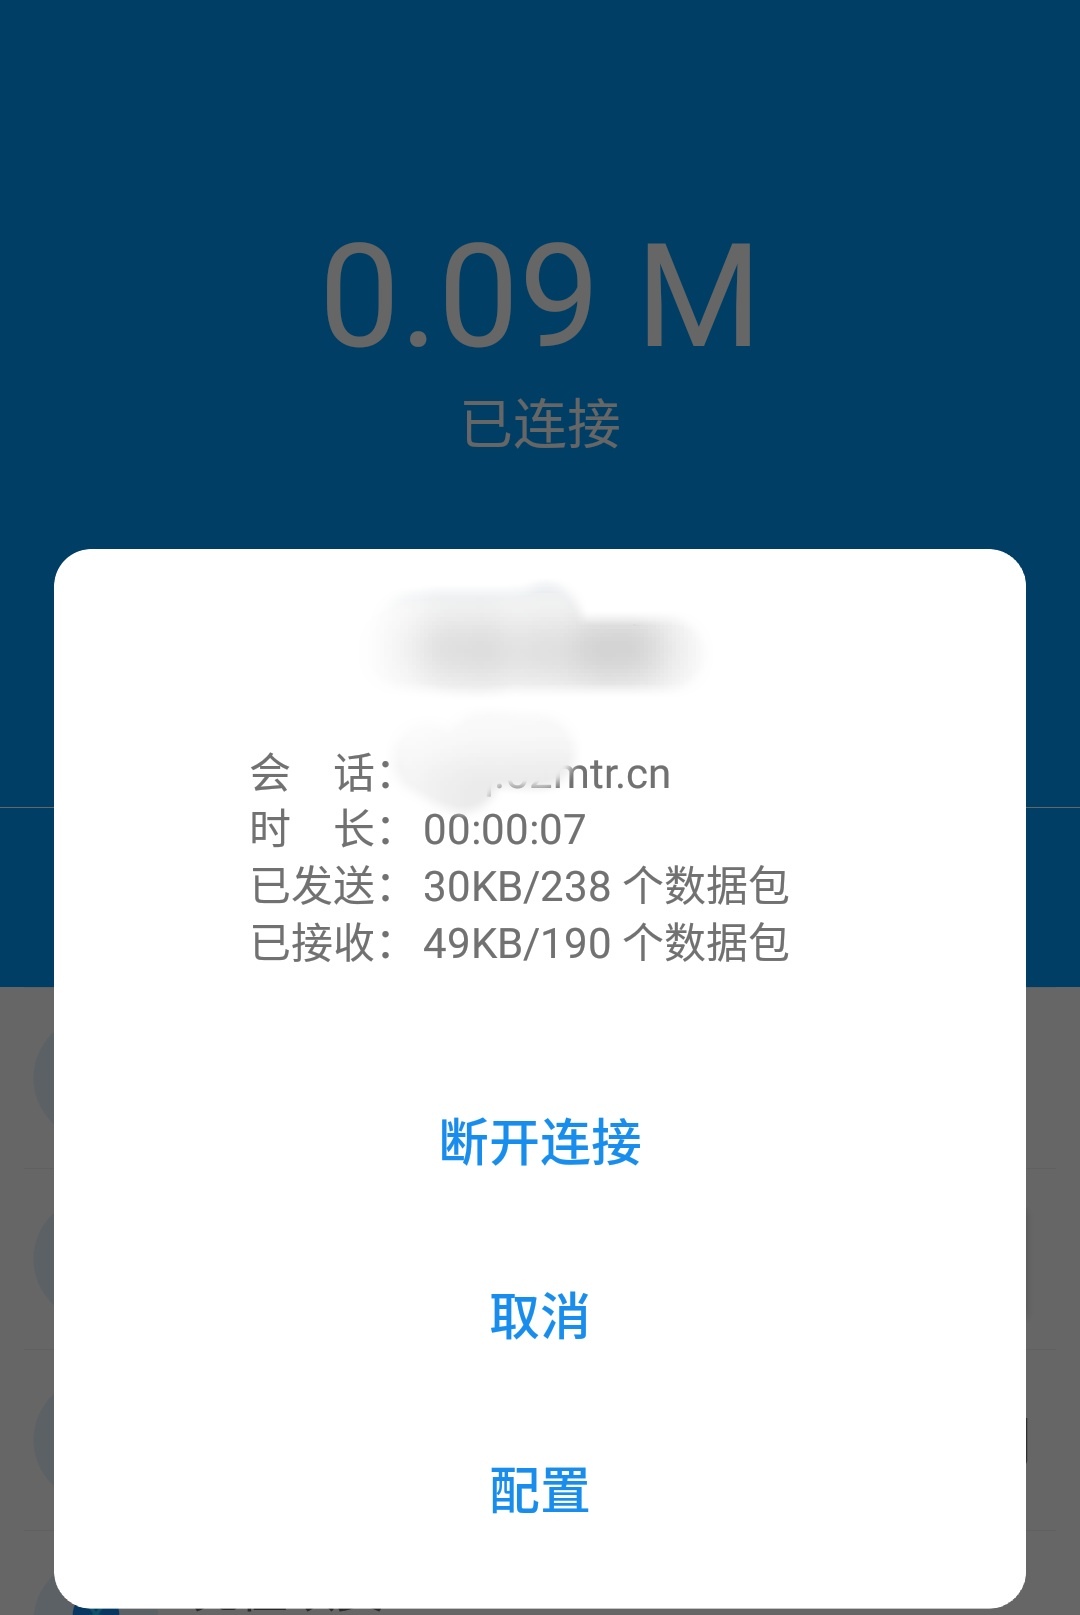 0.09 M
已连接
会 话： mtr.cn
时 长： 00:00:07
已发送： 30KB/238 个数据包
已接收： 49KB/190 个数据包
断开连接
取消
配置